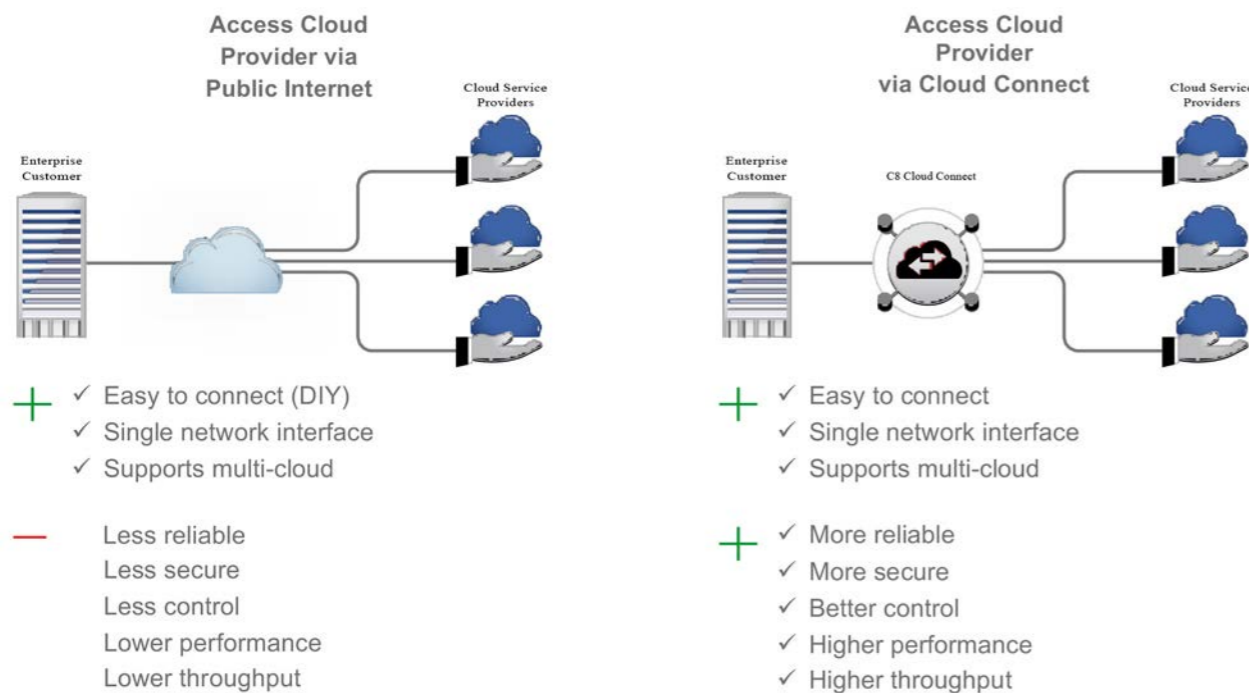 Access Cloud
Provider via
Public Internet
Cloud Service
Providers
Enterprise
Customer
✓ Easy to connect (DIY)
✓ Single network interface
✓ Supports multi-cloud
Less reliable
Less secure
Less control
Lower performance
Lower throughput
Access Cloud
Provider
via Cloud Connect
Cloud Service
Providers
Enterprise
Customer
C8 Cloud Connect
✓ Easy to connect
✓ Single network interface
✓ Supports multi-cloud
✓ More reliable
✓ More secure
✓ Better control
✓ Higher performance
✓ Higher throughput